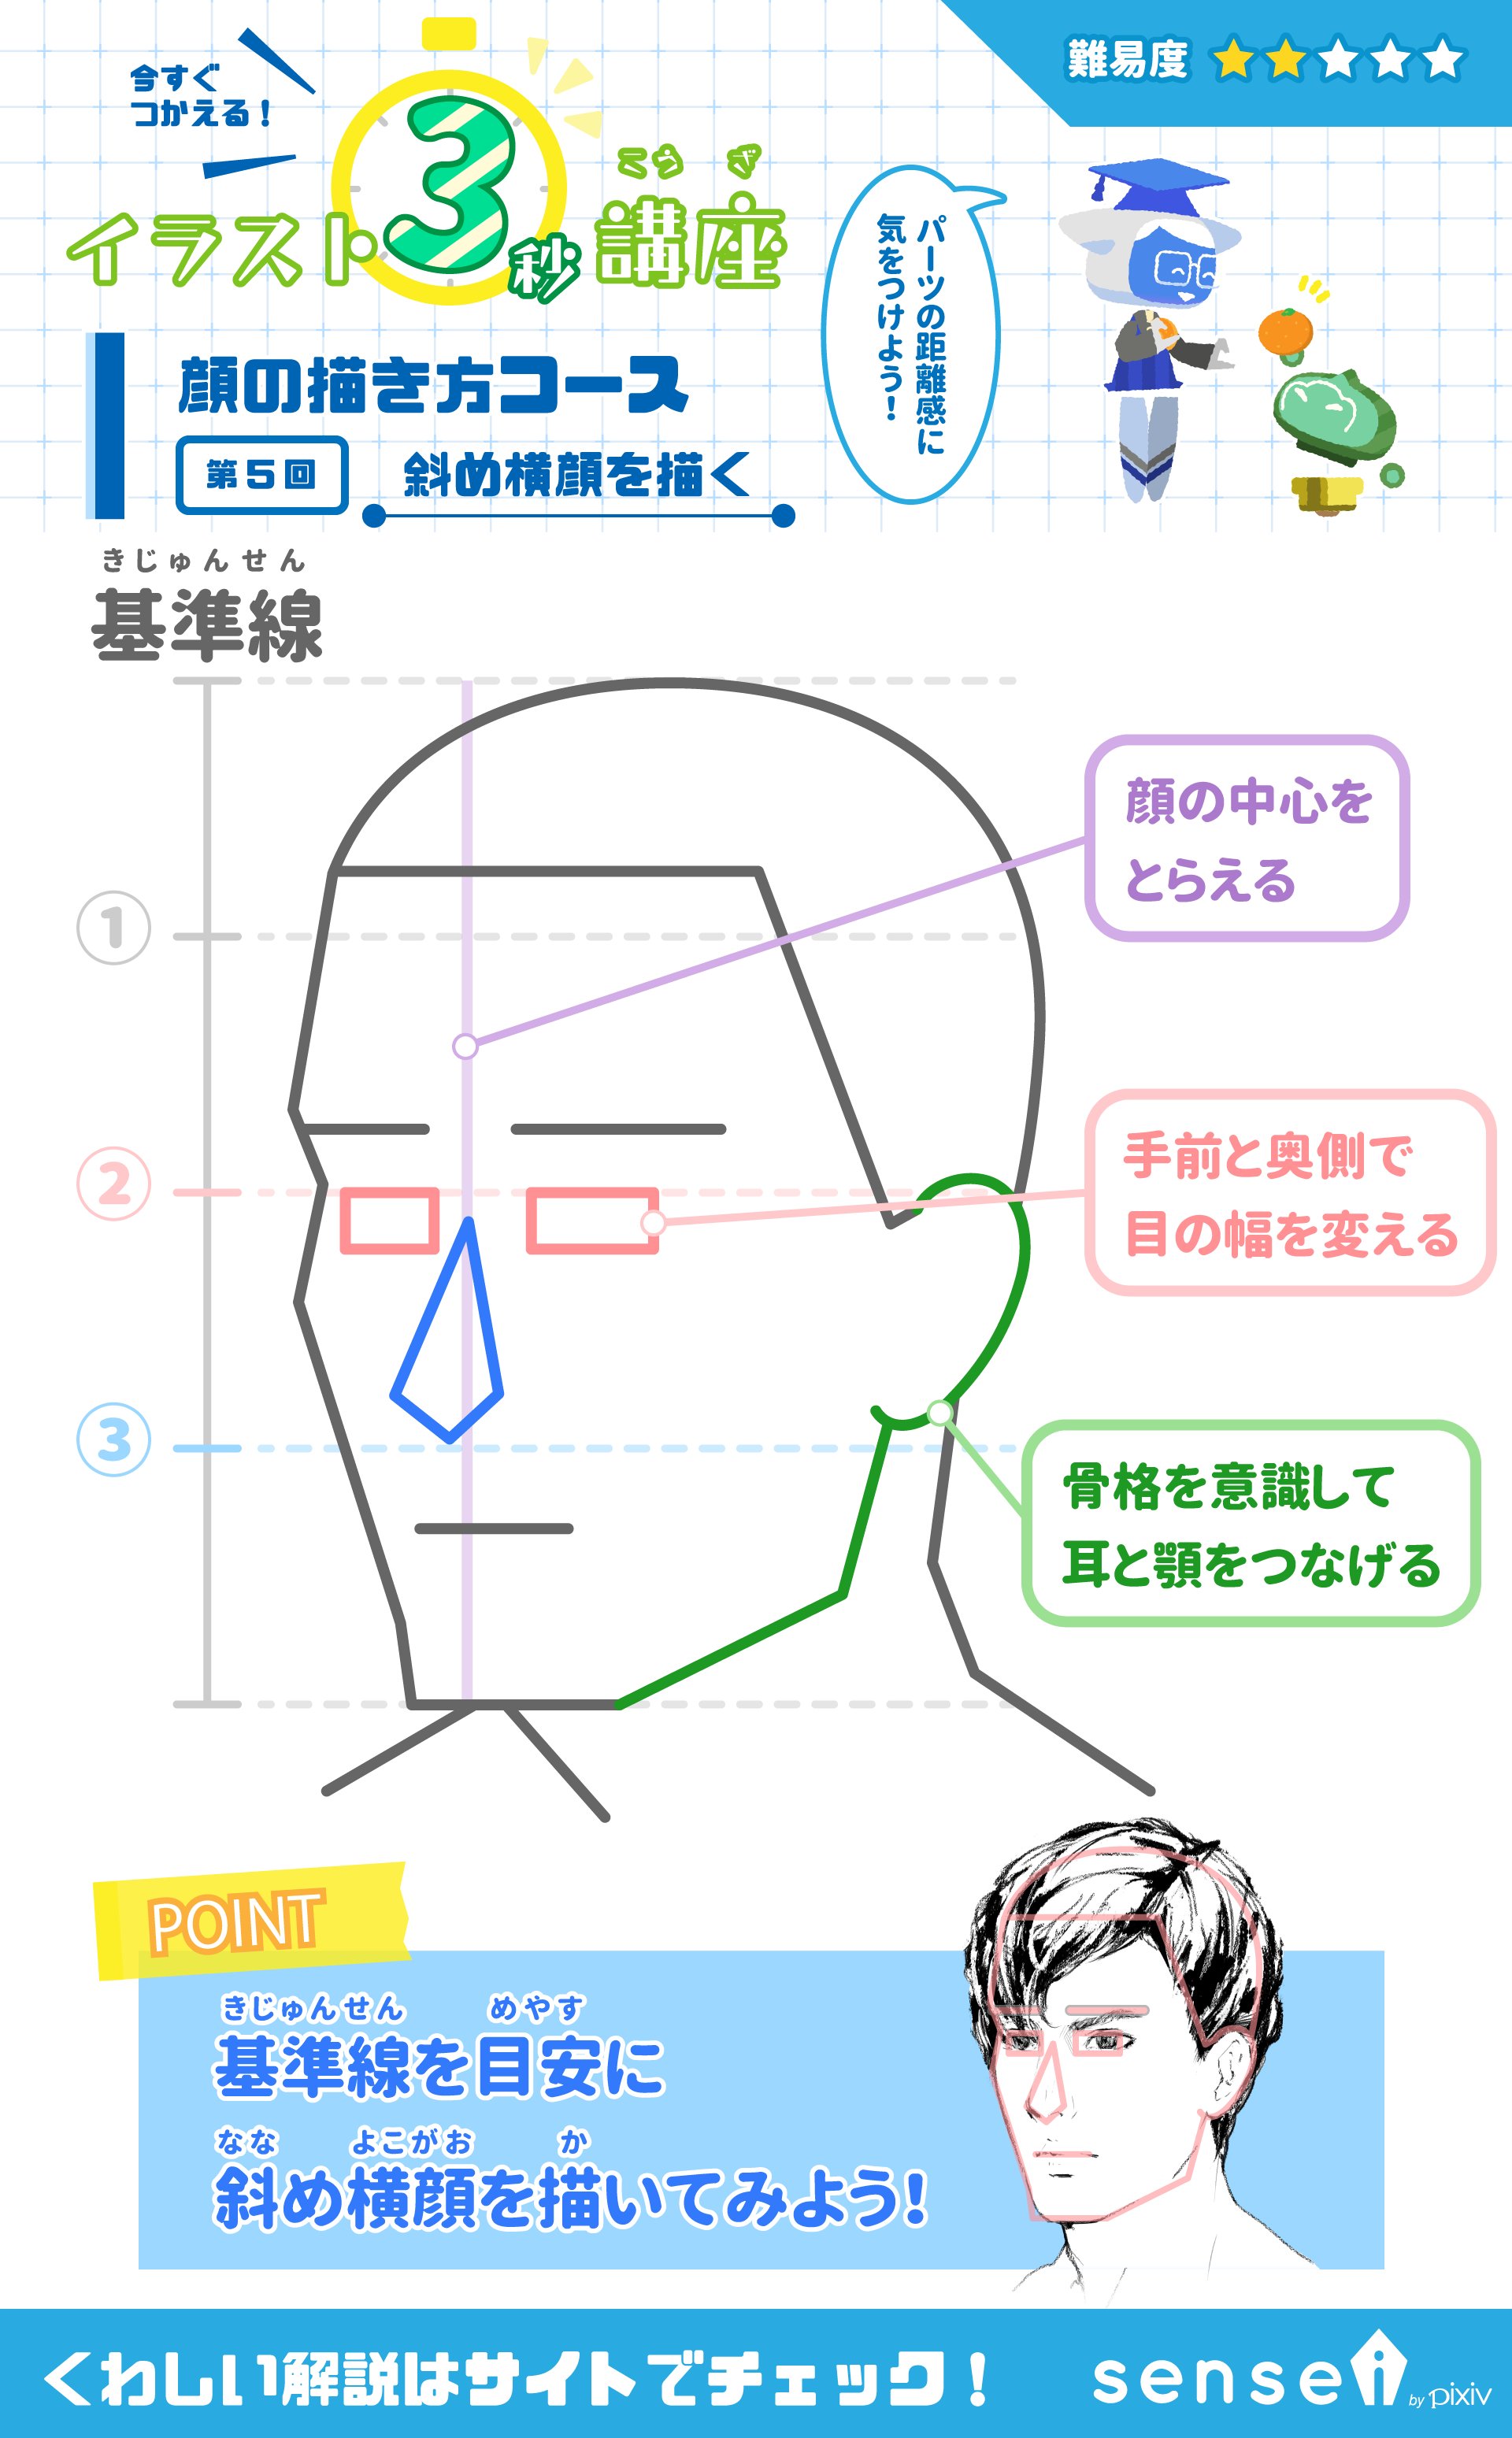 今すぐ
つかえる！
イラスト3秒講座
こうざ
難易度
パーツの距離感に
気をつけよう！
顔の描き方コース
第5回
斜め横顔を描く
きじゅんせん
基準線
顔の中心を
とらえる
1
2
手前と奥側で
目の幅を変える
3
骨格を意識して
耳と顎をつなげる
POINT
きじゅんせん めやす
基準線を目安に
なな よこがお か
斜め横顔を描いてみよう！
くわしい解説はサイトでチェック！
sensei by pixiv